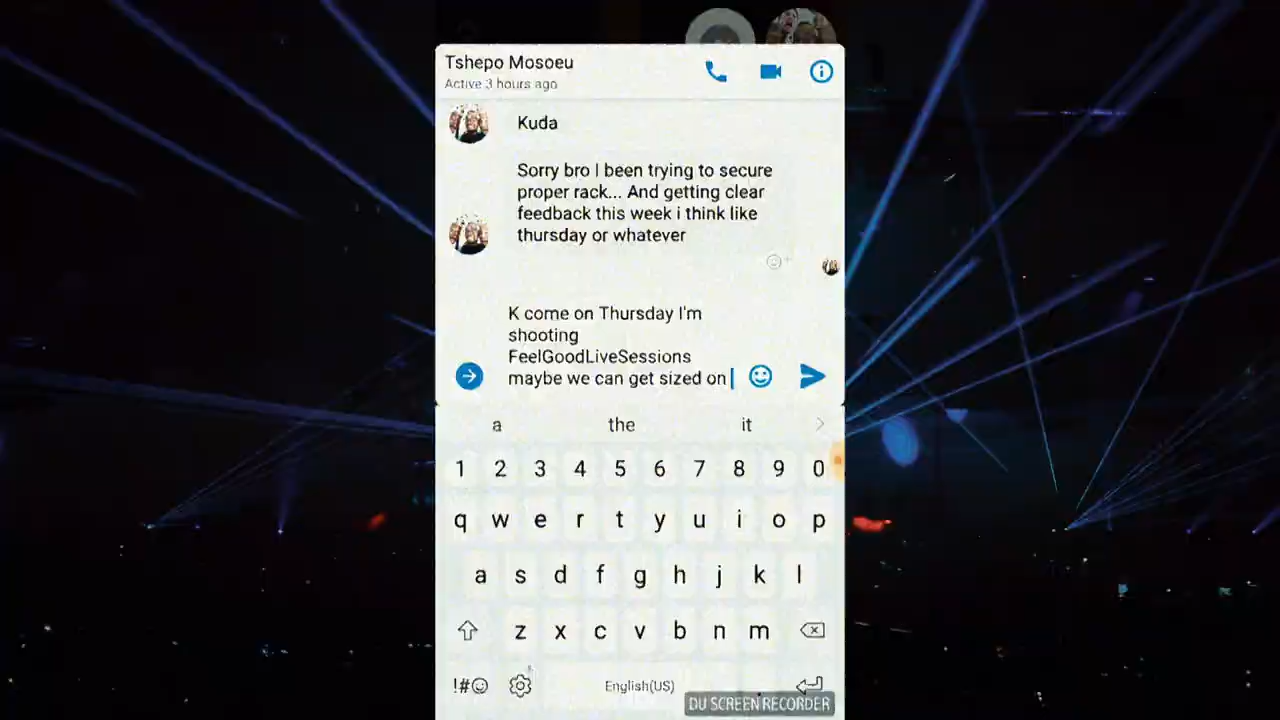 Tshepo Mosoeu
Active 3 hours ago
Kuda
Sorry bro I been trying to secure
proper rack... And getting clear
feedback this week i think like
thursday or whatever
K come on Thursday I'm
shooting
FeelGoodLiveSessions
maybe we can get sized on
a the it
1 2 3 4 5 6 7 8 9 0
q w e r t y u i o p
a s d f g h j k l
z x c v b n m
!#☺ English(US)
DU SCREEN RECORDER